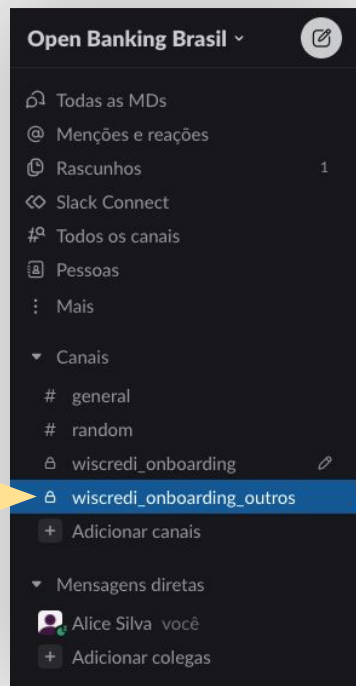 Open Banking Brasil
Todas as MDs
Menções e reações
Rascunhos 1
Slack Connect
Todos os canais
Pessoas
Mais
Canais
# general
# random
wiscredi_onboarding
wiscredi_onboarding_outros
+ Adicionar canais
Mensagens diretas
Alice Silva você
+ Adicionar colegas